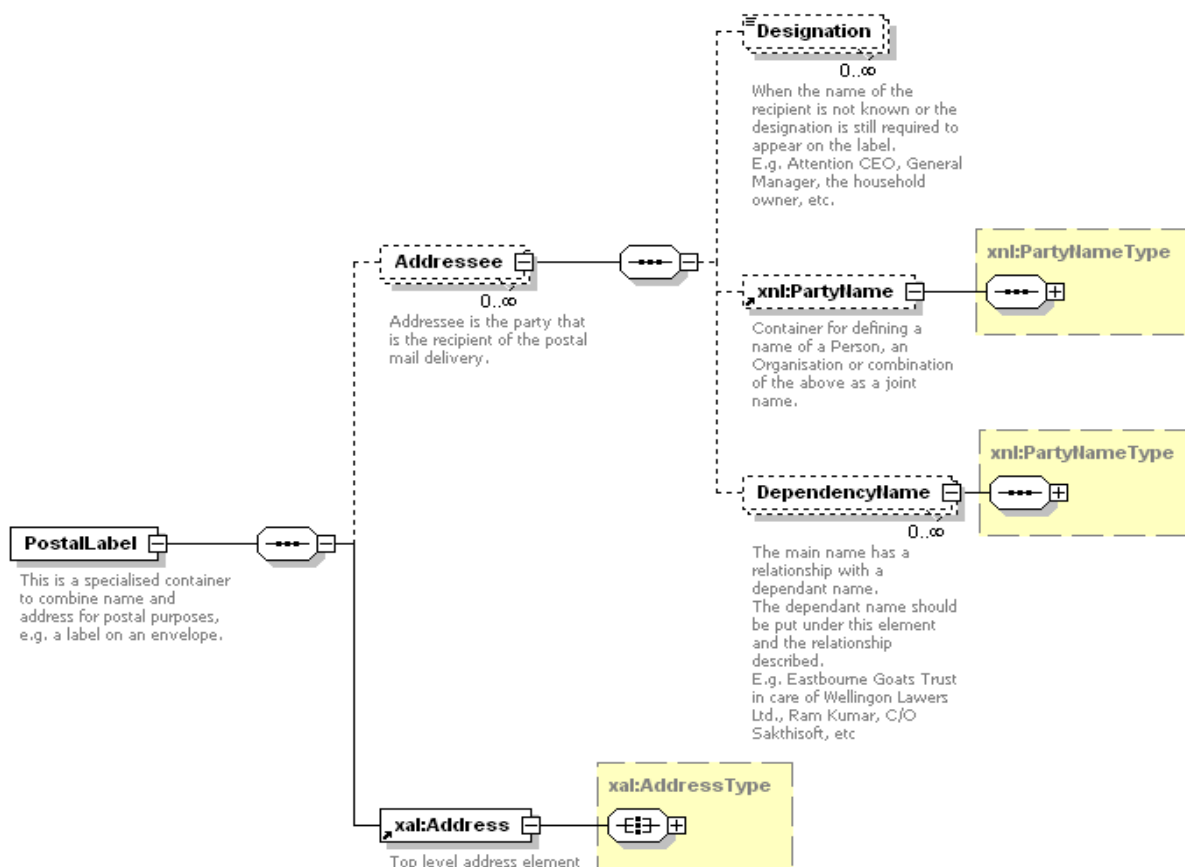 Designation
0..∞
When the name of the
recipient is not known or the
designation is still required to
appear on the label.
E.g. Attention CEO, General
Manager, the household
owner, etc.
Addressee
0..∞
Addressee is the party that
is the recipient of the postal
mail delivery.
xnl:PartyName
Container for defining a
name of a Person, an
Organisation or combination
of the above as a joint
name.
xnl:PartyNameType
DependencyName
0..∞
The main name has a
relationship with a
dependant name.
The dependant name should
be put under this element
and the relationship
described.
E.g. Eastbourne Goats Trust
in care of Wellingon Lawers
Ltd., Ram Kumar, C/O
Sakthisoft, etc
xnl:PartyNameType
PostalLabel
This is a specialised container
to combine name and
address for postal purposes,
e.g. a label on an envelope.
xal:Address
Top level address element
xal:AddressType